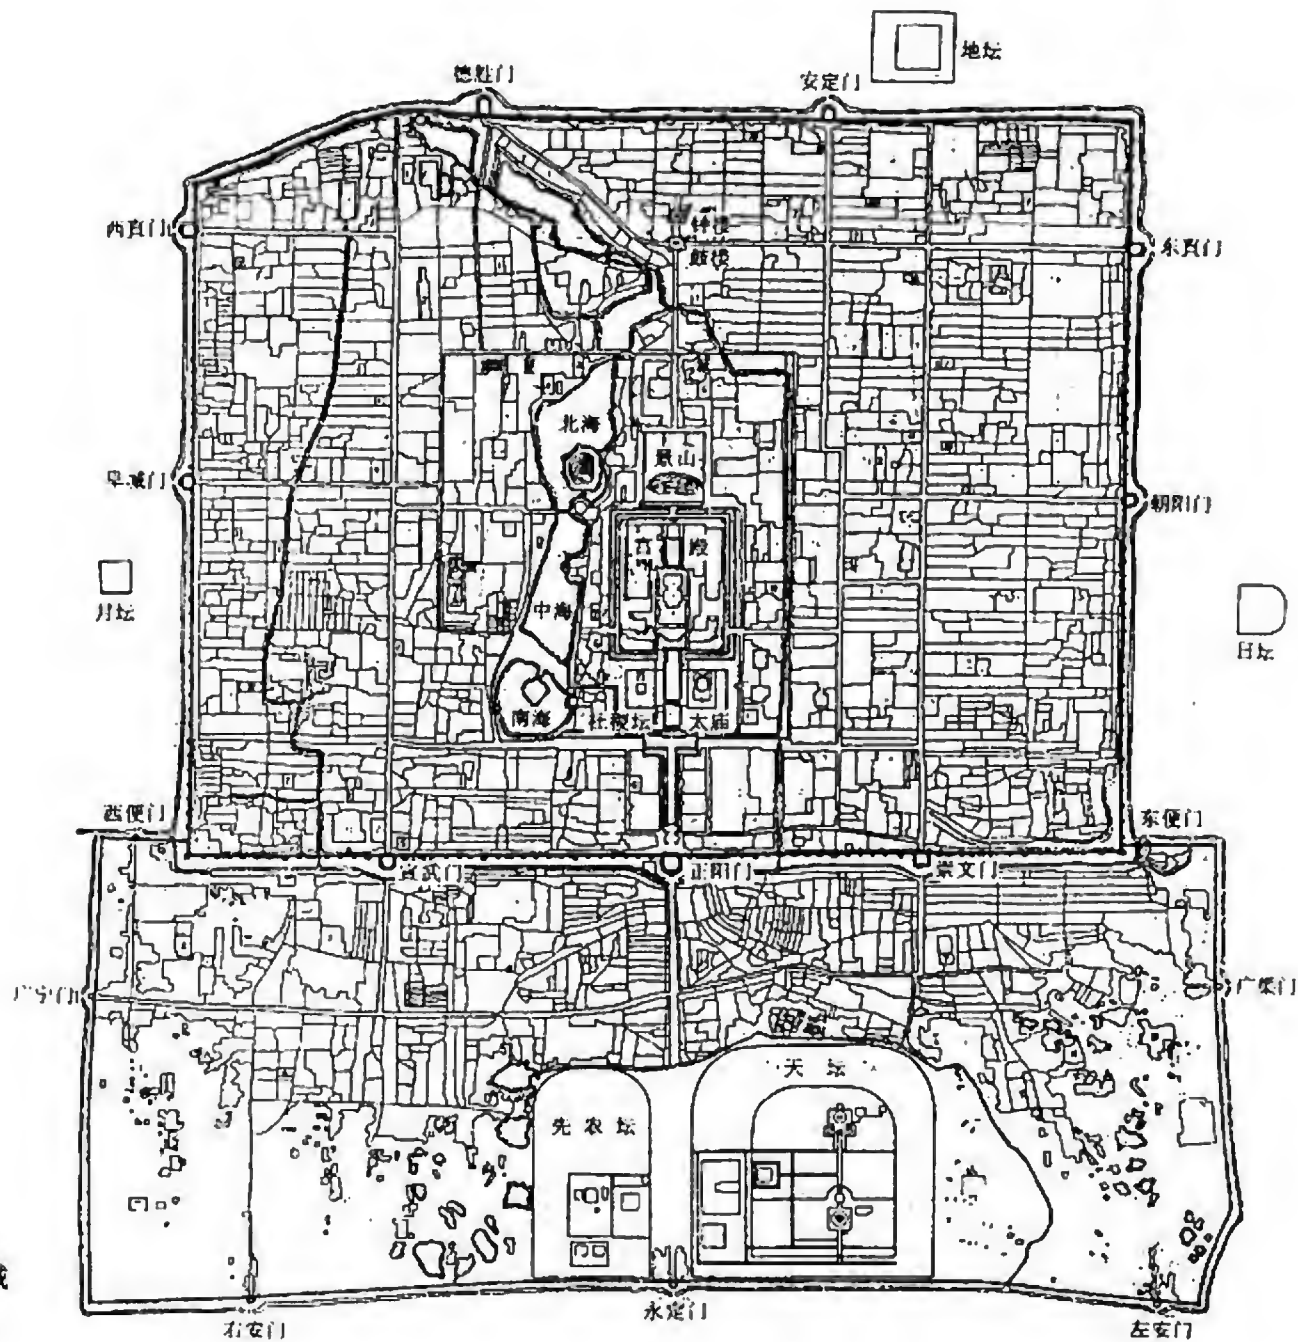 地坛
德胜门
安定门
钟楼
西直门
鼓楼
东直门
北海
景山
阜成门
朝阳门
宫 殿
中海
月坛
日坛
南海
社稷坛
太庙
西便门
东便门
宣武门
正阳门
崇文门
广宁门
广渠门
天 坛
先农坛
永定门
右安门
左安门